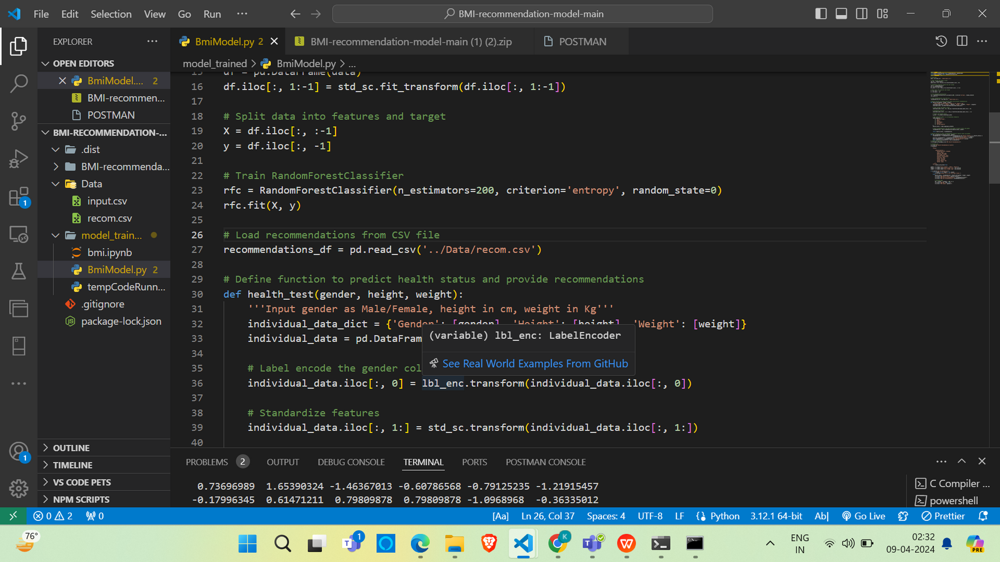 File Edit Selection View Go Run ···
BMI-recommendation-model-main
EXPLORER
OPEN EDITORS
BmiModel.... 2
BMI-recommen...
POSTMAN
BMI-RECOMMENDATION-...
.dist
BMI-recommenda...
Data
input.csv
recom.csv
model_train...
bmi.ipynb
BmiModel.py 2
tempCodeRunn...
.gitignore
package-lock.json
OUTLINE
TIMELINE
VS CODE PETS
NPM SCRIPTS
1
1
BmiModel.py 2
BMI-recommendation-model-main (1) (2).zip
POSTMAN
model_trained > BmiModel.py > ...
15 df = pd.DataFrame(data)
16 df.iloc[:, 1:-1] = std_sc.fit_transform(df.iloc[:, 1:-1])
17
18 # Split data into features and target
19 X = df.iloc[:, :-1]
20 y = df.iloc[:, -1]
21
22 # Train RandomForestClassifier
23 rfc = RandomForestClassifier(n_estimators=200, criterion='entropy', random_state=0)
24 rfc.fit(X, y)
25
26 # Load recommendations from CSV file
27 recommendations_df = pd.read_csv('../Data/recom.csv')
28
29 # Define function to predict health status and provide recommendations
30 def health_test(gender, height, weight):
31 '''Input gender as Male/Female, height in cm, weight in Kg'''
32 individual_data_dict = {'Gender': [gender], 'Height': [height], 'Weight': [weight]}
33 individual_data = pd.DataFram
34
35 # Label encode the gender col
36 individual_data.iloc[:, 0] = lbl_enc.transform(individual_data.iloc[:, 0])
37
38 # Standardize features
39 individual_data.iloc[:, 1:] = std_sc.transform(individual_data.iloc[:, 1:])
40
(variable) lbl_enc: LabelEncoder
See Real World Examples From GitHub
PROBLEMS 2 OUTPUT DEBUG CONSOLE TERMINAL PORTS POSTMAN CONSOLE
0.73696989 1.65390324 -1.46367013 -0.60786568 -0.79125235 -1.21915457
-0.17996345 0.61471211 0.79809878 0.79809878 -1.0968968 -0.36335012
C Compiler ...
powershell
0 2 0 [Aa] Ln 26, Col 37 Spaces: 4 UTF-8 LF Python 3.12.1 64-bit Ab| Go Live Prettier
76°
1
K
PRE
ENG
IN
02:32
09-04-2024